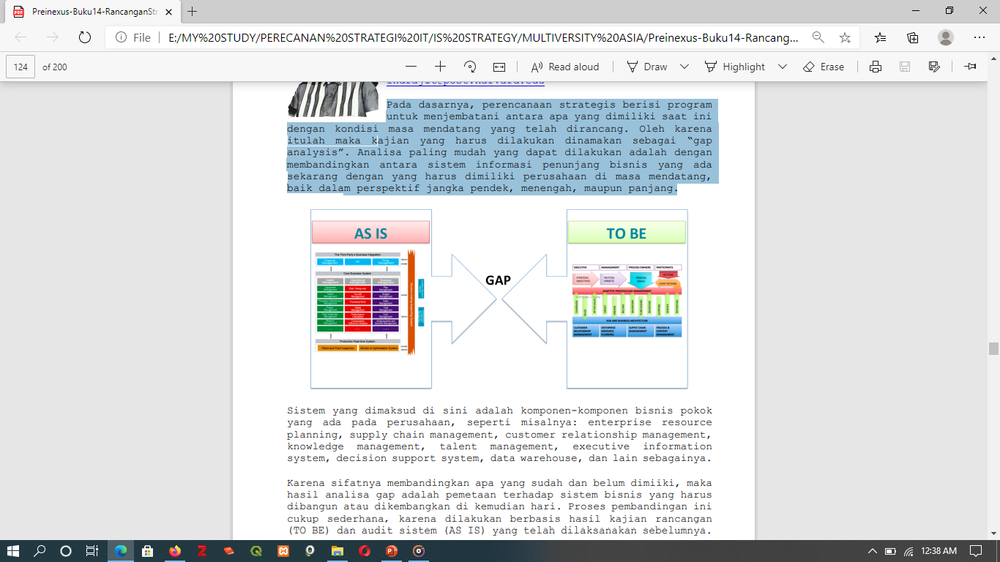 Preinexus-Buku14-RancanganStr
File
E:/MY%20STUDY/PERECANAN%20STRATEGI%20IT/IS%20STRATEGY/MULTIVERSITY%20ASIA/Preinexus-Buku14-Rancang...
124 of 200
Read aloud
Draw
Highlight
Erase
indrajit@post.harvard.edu
Pada dasarnya, perencanaan strategis berisi program
untuk menjembatani antara apa yang dimiliki saat ini
dengan kondisi masa mendatang yang telah dirancang. Oleh karena
itulah maka kajian yang harus dilakukan dinamakan sebagai “gap
analysis”. Analisa paling mudah yang dapat dilakukan adalah dengan
membandingkan antara sistem informasi penunjang bisnis yang ada
sekarang dengan yang harus dimiliki perusahaan di masa mendatang,
baik dalam perspektif jangka pendek, menengah, maupun panjang.
AS IS
The Third Party's Business Integration
Financial Management
Core Business System
Production Real-time System
GAP
TO BE
EXECUTIVE MANAGEMENT PROCESS OWNERS PARTICIPANTS
STRATEGIC OBJECTIVES
TACTICAL TARGETS
PROCESS GOALS
ACTIONS
ADAPTIVE PROCESS/CASE MANAGEMENT
SOA AND BUSINESS ARCHITECTURE
CUSTOMER RELATIONSHIP MANAGEMENT
ENTERPRISE RESOURCE PLANNING
SUPPLY CHAIN MANAGEMENT
PROCESS & CONTENT MANAGEMENT
Sistem yang dimaksud di sini adalah komponen-komponen bisnis pokok
yang ada pada perusahaan, seperti misalnya: enterprise resource
planning, supply chain management, customer relationship management,
knowledge management, talent management, executive information
system, decision support system, data warehouse, dan lain sebagainya.
Karena sifatnya membandingkan apa yang sudah dan belum dimiiki, maka
hasil analisa gap adalah pemetaan terhadap sistem bisnis yang harus
dibangun atau dikembangkan di kemudian hari. Proses pembandingan ini
cukup sederhana, karena dilakukan berbasis hasil kajian rancangan
(TO BE) dan audit sistem (AS IS) yang telah dilaksanakan sebelumnya.
12:38 AM